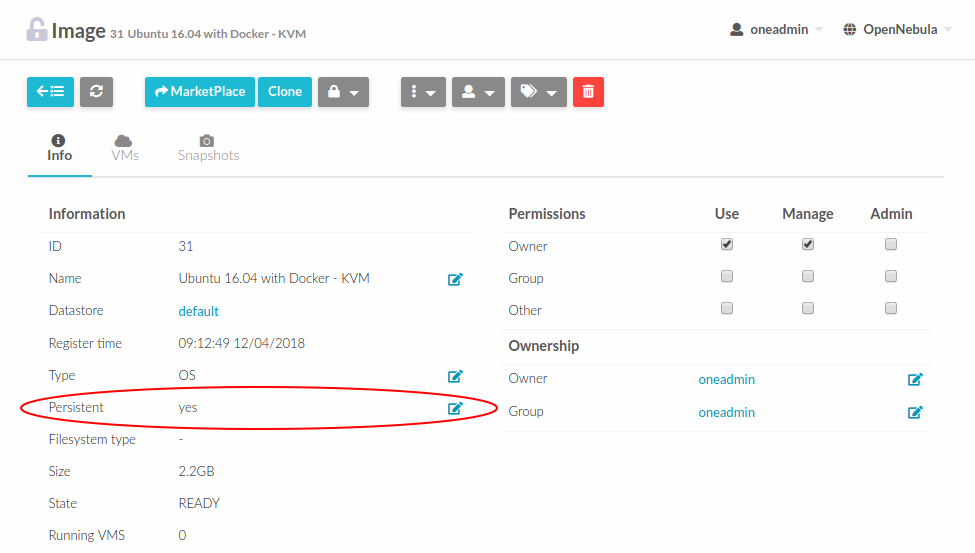 Image 31 Ubuntu 16.04 with Docker - KVM
oneadmin OpenNebula
MarketPlace Clone
Info VMs Snapshots
Information
ID 31
Name Ubuntu 16.04 with Docker - KVM
Datastore default
Register time 09:12:49 12/04/2018
Type OS
Persistent yes
Filesystem type -
Size 2.2GB
State READY
Running VMS 0
Permissions Use Manage Admin
Owner
Group
Other
Ownership
Owner oneadmin
Group oneadmin